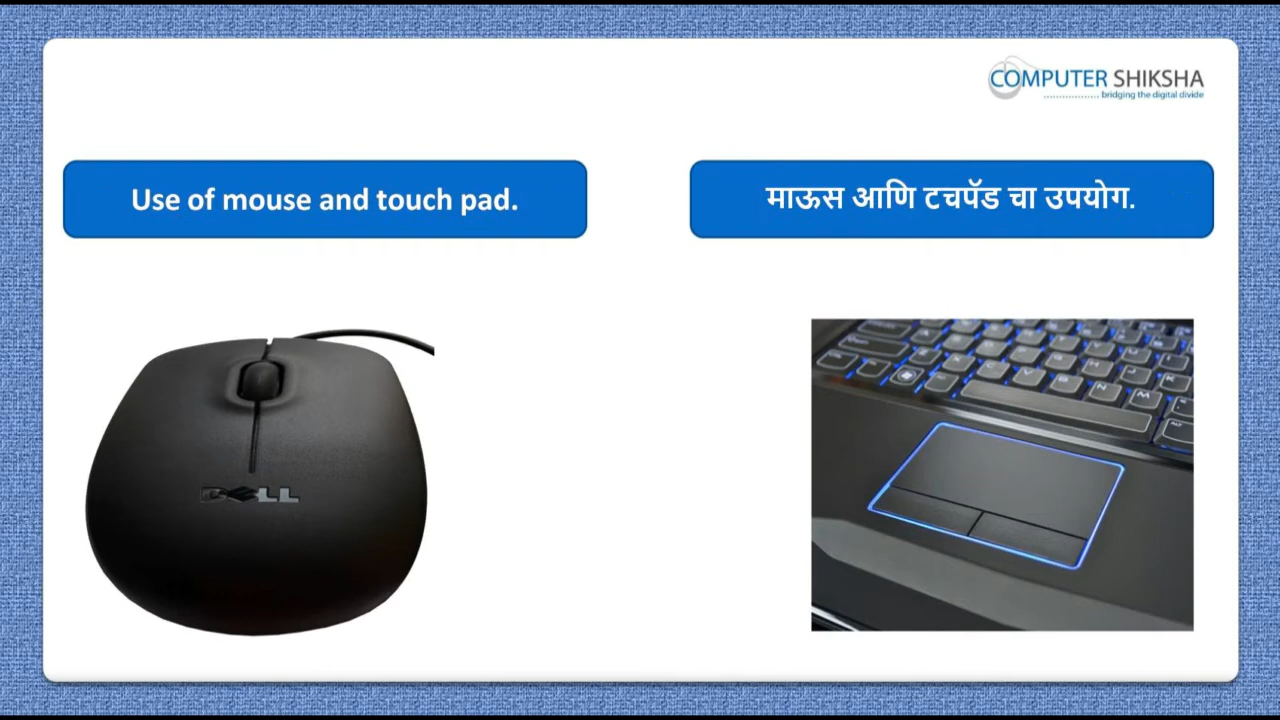 COMPUTER SHIKSHA
bridging the digital divide
Use of mouse and touch pad.
माऊस आणि टचपॅड चा उपयोग.
DELL